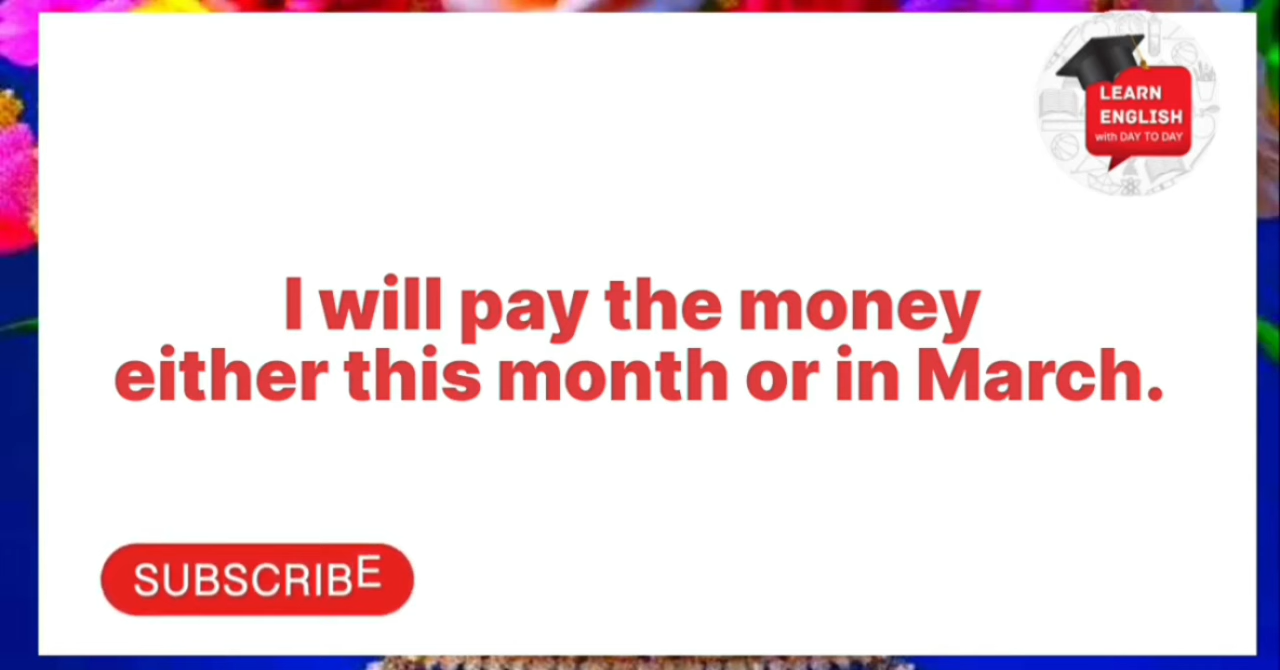 LEARN
ENGLISH
with DAY TO DAY
I will pay the money
either this month or in March.
SUBSCRIBE